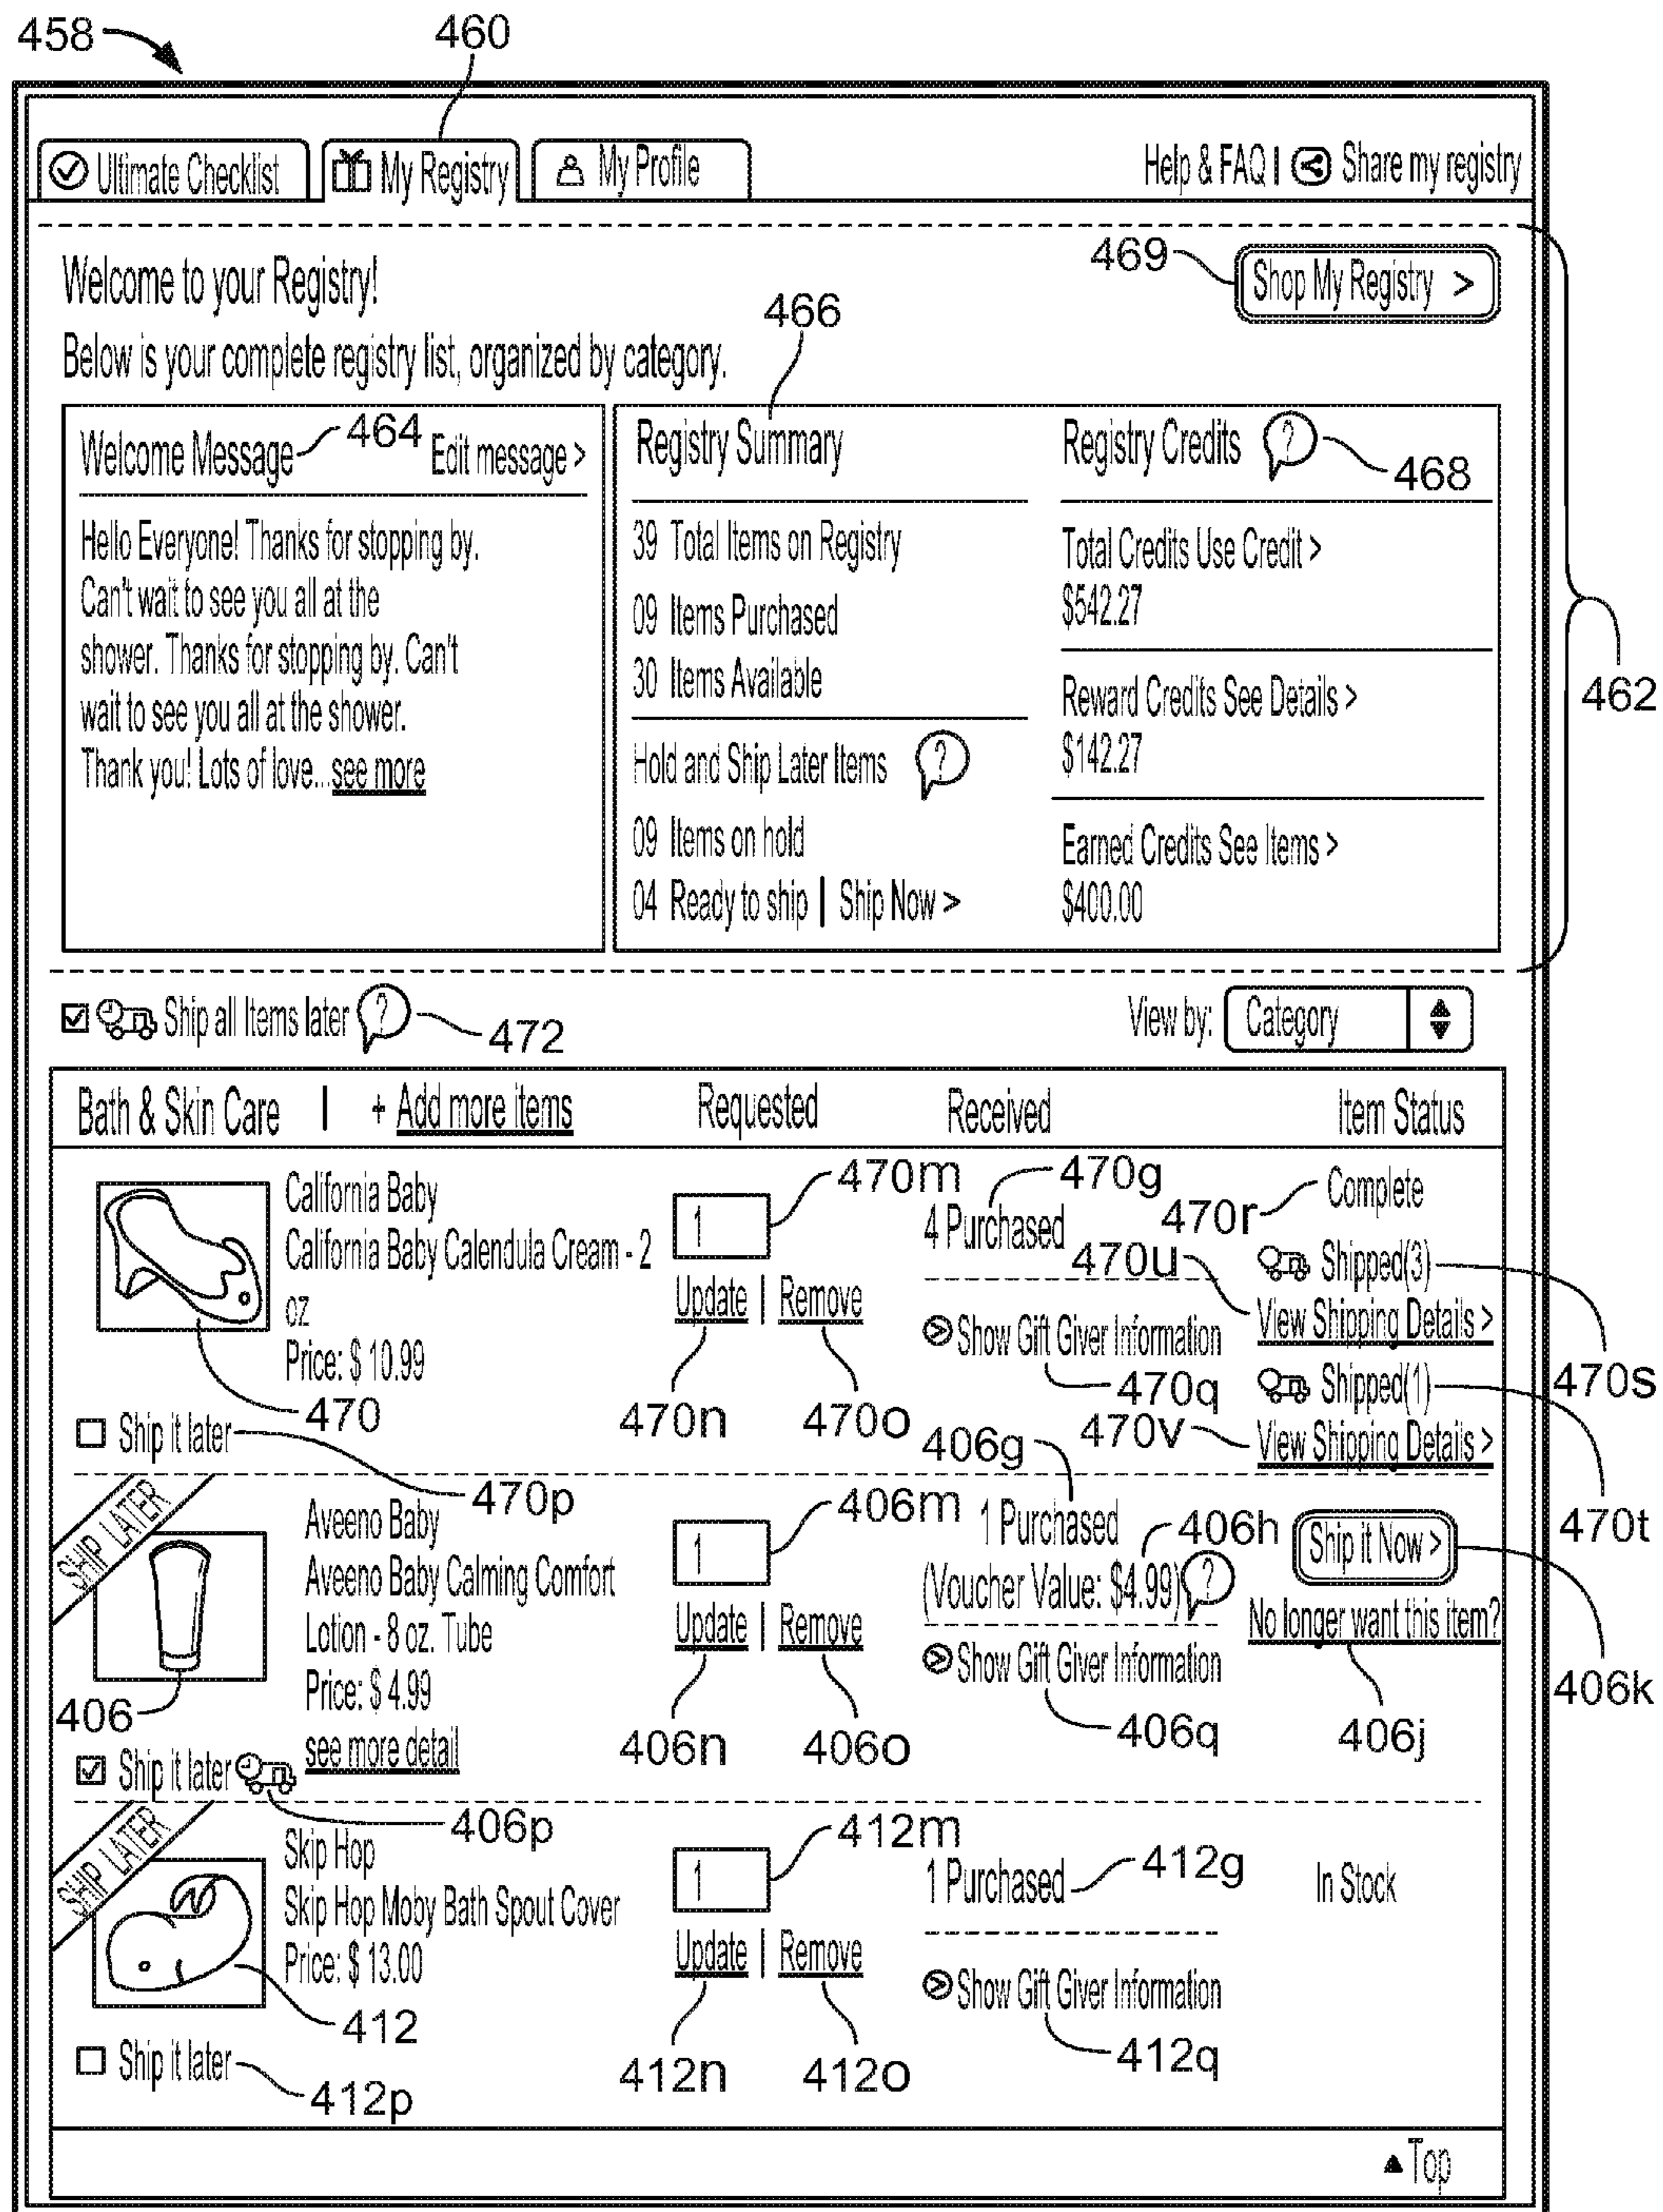 458
460
Ultimate Checklist
My Registry
My Profile
Help & FAQ | Share my registry
Welcome to your Registry!
469
Shop My Registry >
466
Below is your complete registry list, organized by category.
Welcome Message
464
Edit message >
Hello Everyone! Thanks for stopping by.
Can't wait to see you all at the
shower. Thanks for stopping by. Can't
wait to see you all at the shower.
Thank you! Lots of love...see more
Registry Summary
39 Total Items on Registry
09 Items Purchased
30 Items Available
Hold and Ship Later Items ?
09 Items on hold
04 Ready to ship | Ship Now >
Registry Credits ?
468
Total Credits Use Credit >
$542.27
Reward Credits See Details >
$142.27
Earned Credits See Items >
$400.00
462
Ship all Items later ?
472
View by: Category
Bath & Skin Care | + Add more items Requested Received Item Status
California Baby
California Baby Calendula Cream - 2
oz
Price: $ 10.99
470
Ship it later
470p
1
470m
Update | Remove
470n 470o
4 Purchased
470g
Show Gift Giver Information
470q
Complete
470r
Shipped(3)
470s
View Shipping Details >
470u
Shipped(1)
470t
View Shipping Details >
470v
SHIP LATER
Aveeno Baby
Aveeno Baby Calming Comfort
Lotion - 8 oz. Tube
Price: $ 4.99
see more detail
406
Ship it later
406p
1
406m
Update | Remove
406n 406o
406g
1 Purchased
406h
(Voucher Value: $4.99) ?
Show Gift Giver Information
406q
Ship it Now >
406k
No longer want this item?
406j
SHIP LATER
Skip Hop
Skip Hop Moby Bath Spout Cover
Price: $ 13.00
412
Ship it later
412p
1
412m
Update | Remove
412n 412o
1 Purchased
412g
Show Gift Giver Information
412q
In Stock
Top